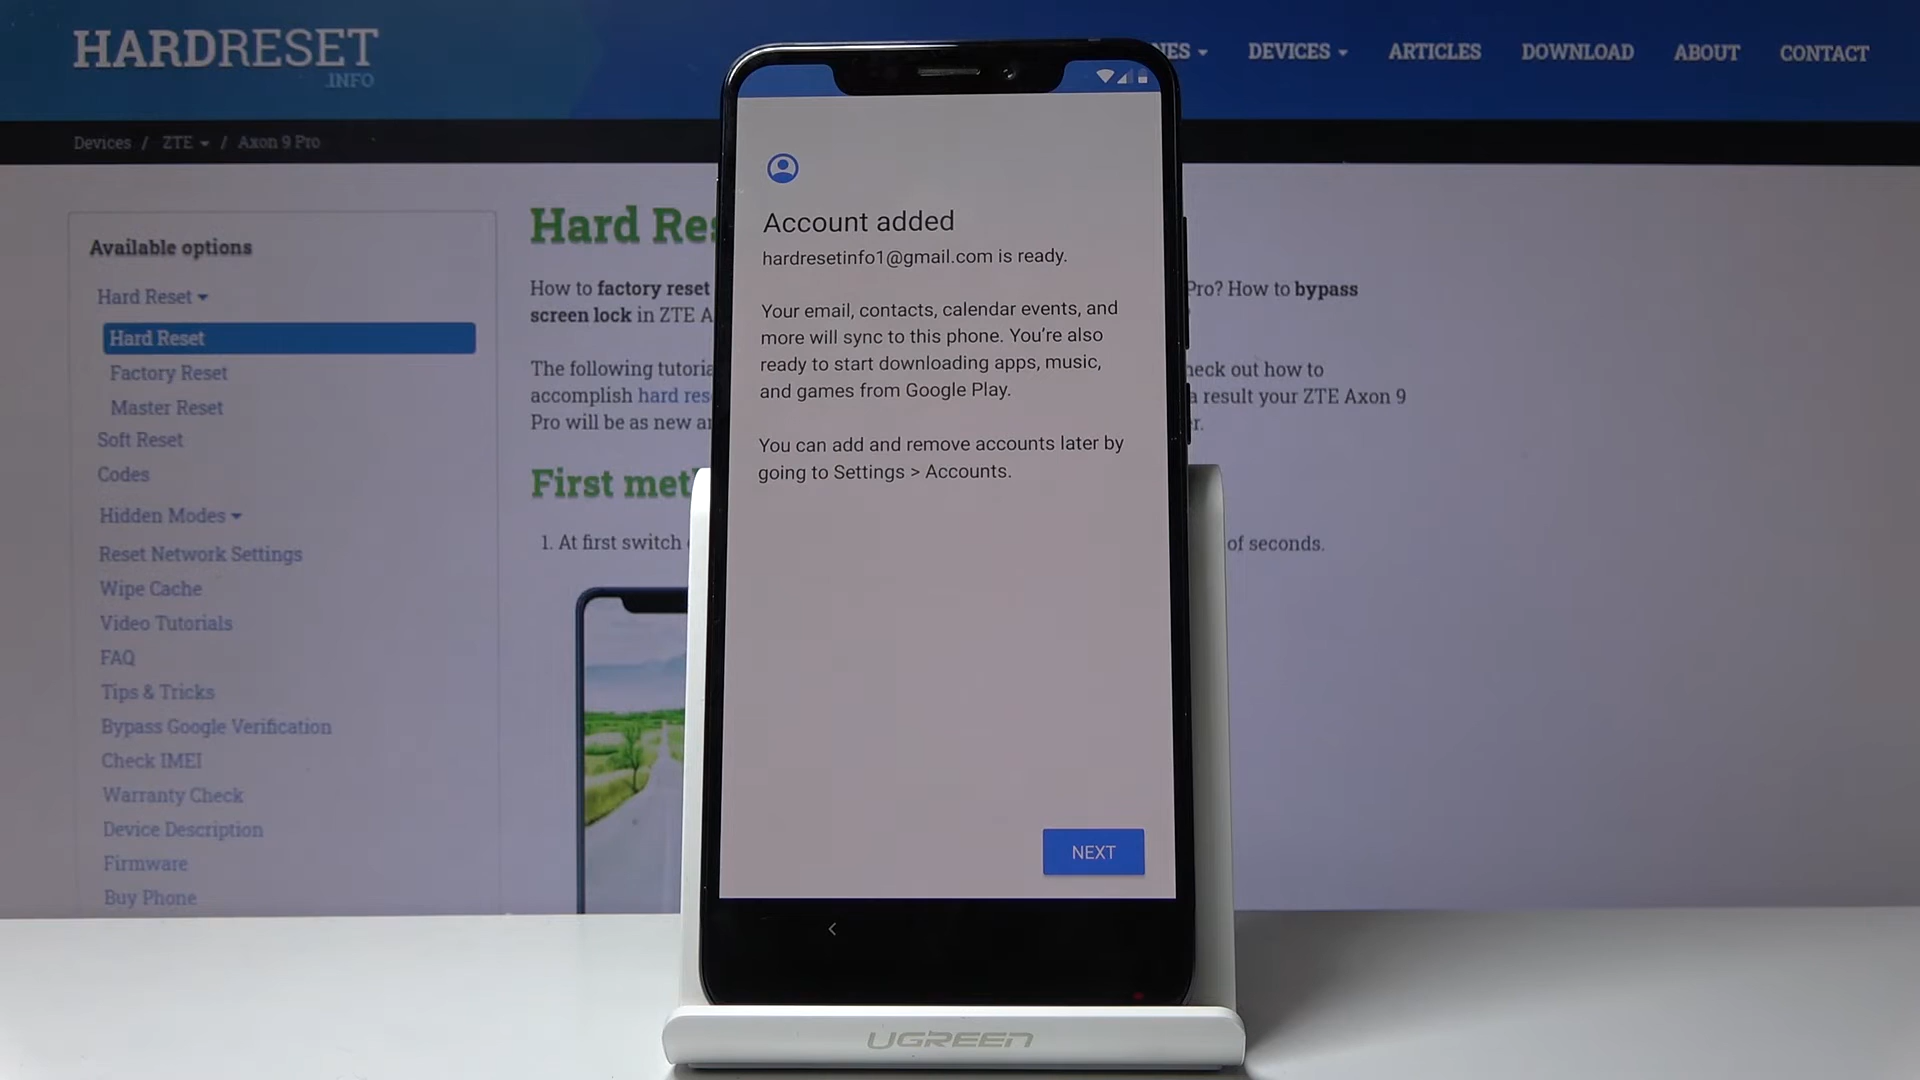 HARDRESET
.INFO
DEVICES
ARTICLES
DOWNLOAD
ABOUT
CONTACT
Devices / ZTE / Axon 9 Pro
Available options
Hard Reset
Hard Reset
Factory Reset
Master Reset
Soft Reset
Codes
Hidden Modes
Reset Network Settings
Wipe Cache
Video Tutorials
FAQ
Tips & Tricks
Bypass Google Verification
Check IMEI
Warranty Check
Device Description
Firmware
Buy Phone
Hard
How to factory reset Pro? How to bypass
screen lock in ZTE
The following check out how to
accomplish hard a result your ZTE Axon 9
Pro will be as new
First
1. At first switch of seconds.
Account added
hardresetinfo1@gmail.com is ready.
Your email, contacts, calendar events, and
more will sync to this phone. You're also
ready to start downloading apps, music,
and games from Google Play.
You can add and remove accounts later by
going to Settings > Accounts.
NEXT
UGREEN